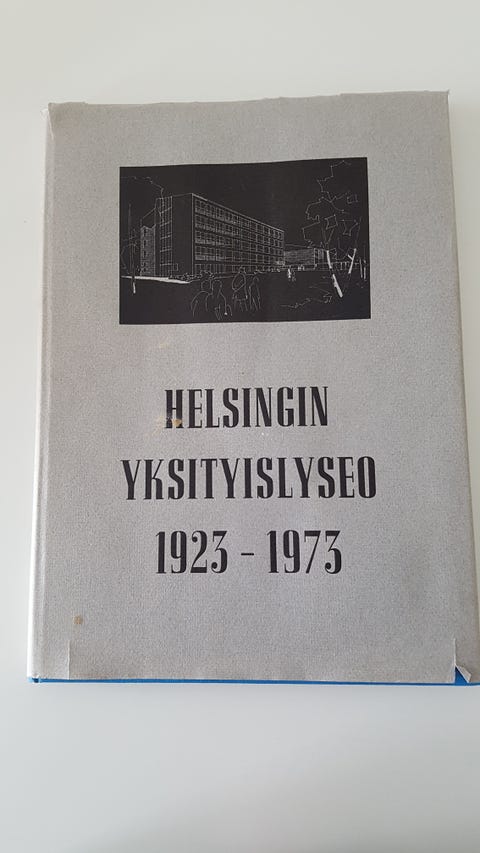 HELSINGIN
YKSITYISLYSEO
1923 - 1973